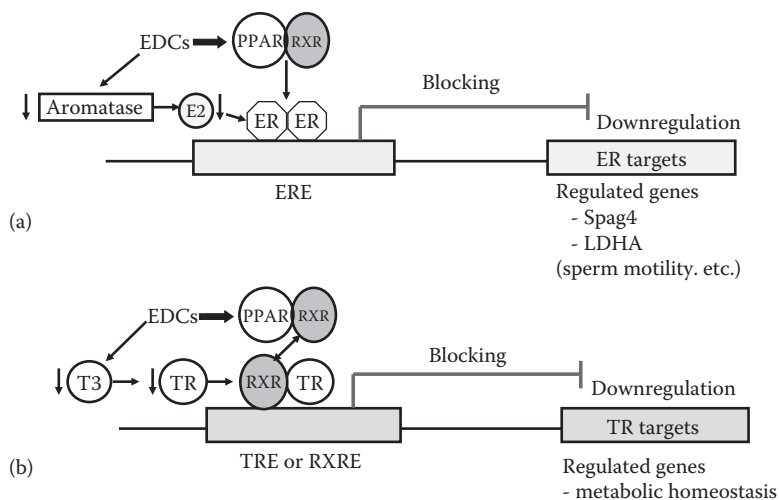 EDCs
PPAR
RXR
Aromatase
E2
ER
ER
Blocking
Downregulation
ER targets
ERE
Regulated genes
- Spag4
- LDHA
(sperm motility. etc.)
(a)
EDCs
PPAR
RXR
T3
TR
RXR
TR
Blocking
Downregulation
TR targets
TRE or RXRE
Regulated genes
- metabolic homeostasis
(b)